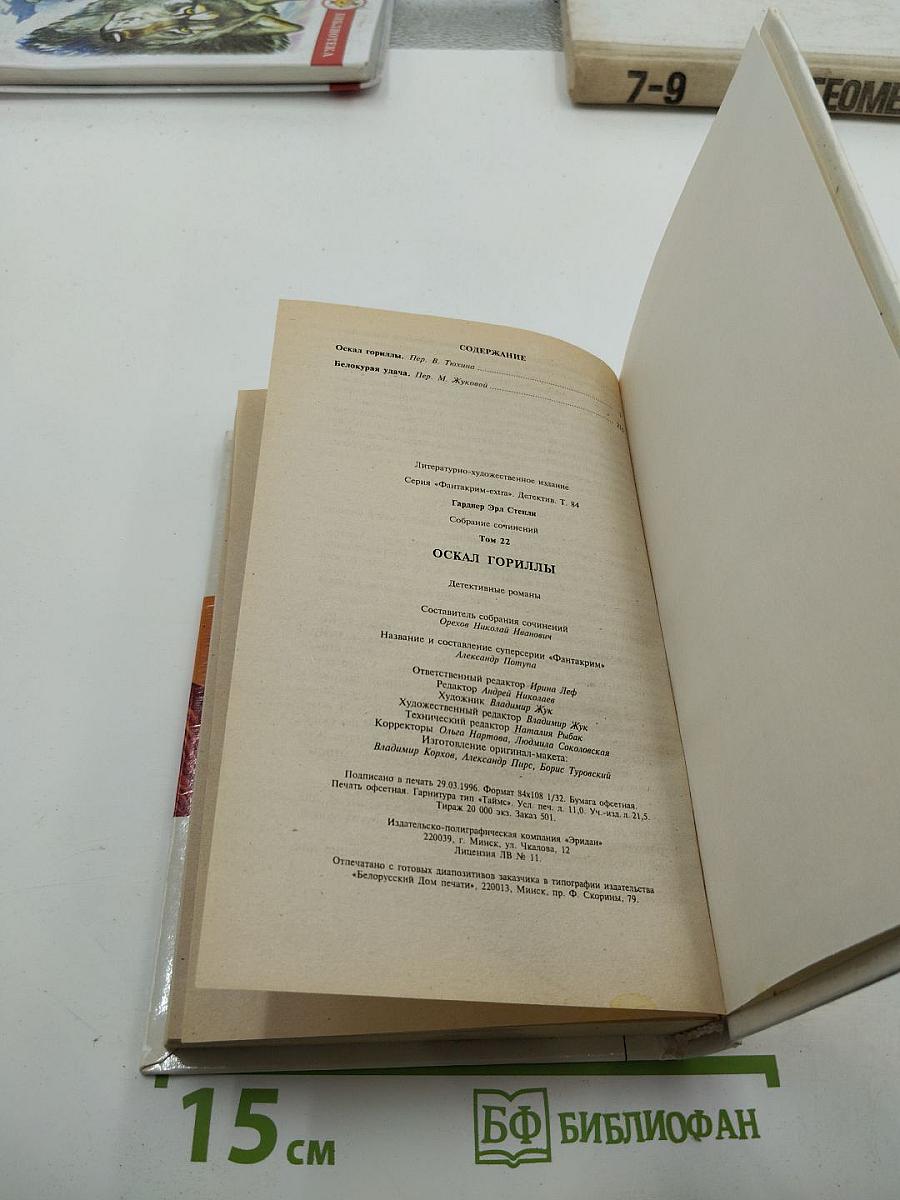 БИБЛИОТЕКА
7-9
ГЕОМЕ
СОДЕРЖАНИЕ
Оскал гориллы. Пер. В. Тюхина
Белокурая удача. Пер. М. Жуковой
Литературно-художественное издание
Серия «Фантакрим-extra». Детектив. Т. 84
Гарднер Эрл Стенли
Собрание сочинений
Том 22
ОСКАЛ ГОРИЛЛЫ
Детективные романы
Составитель собрания сочинений
Орехов Николай Иванович
Название и составление суперсерии «Фантакрим»
Александр Потупа
Ответственный редактор Ирина Леф
Редактор Андрей Николаев
Художник Владимир Жук
Художественный редактор Владимир Жук
Технический редактор Наталия Рыбак
Корректоры Ольга Нартова, Людмила Соколовская
Изготовление оригинал-макета:
Владимир Корхов, Александр Пирс, Борис Туровский
Подписано в печать 29.03.1996. Формат 84x108 1/32. Бумага офсетная.
Печать офсетная. Гарнитура тип «Таймс». Усл. печ. л. 11,0. Уч.-изд. л. 21,5.
Тираж 20 000 экз. Заказ 501.
Издательско-полиграфическая компания «Эридан»
220039, г. Минск, ул. Чкалова, 12
Лицензия ЛВ № 11.
Отпечатано с готовых диапозитивов заказчика в типографии издательства
«Белорусский Дом печати», 220013, Минск, пр. Ф. Скорины, 79.
15 см
БФ БИБЛИОФАН